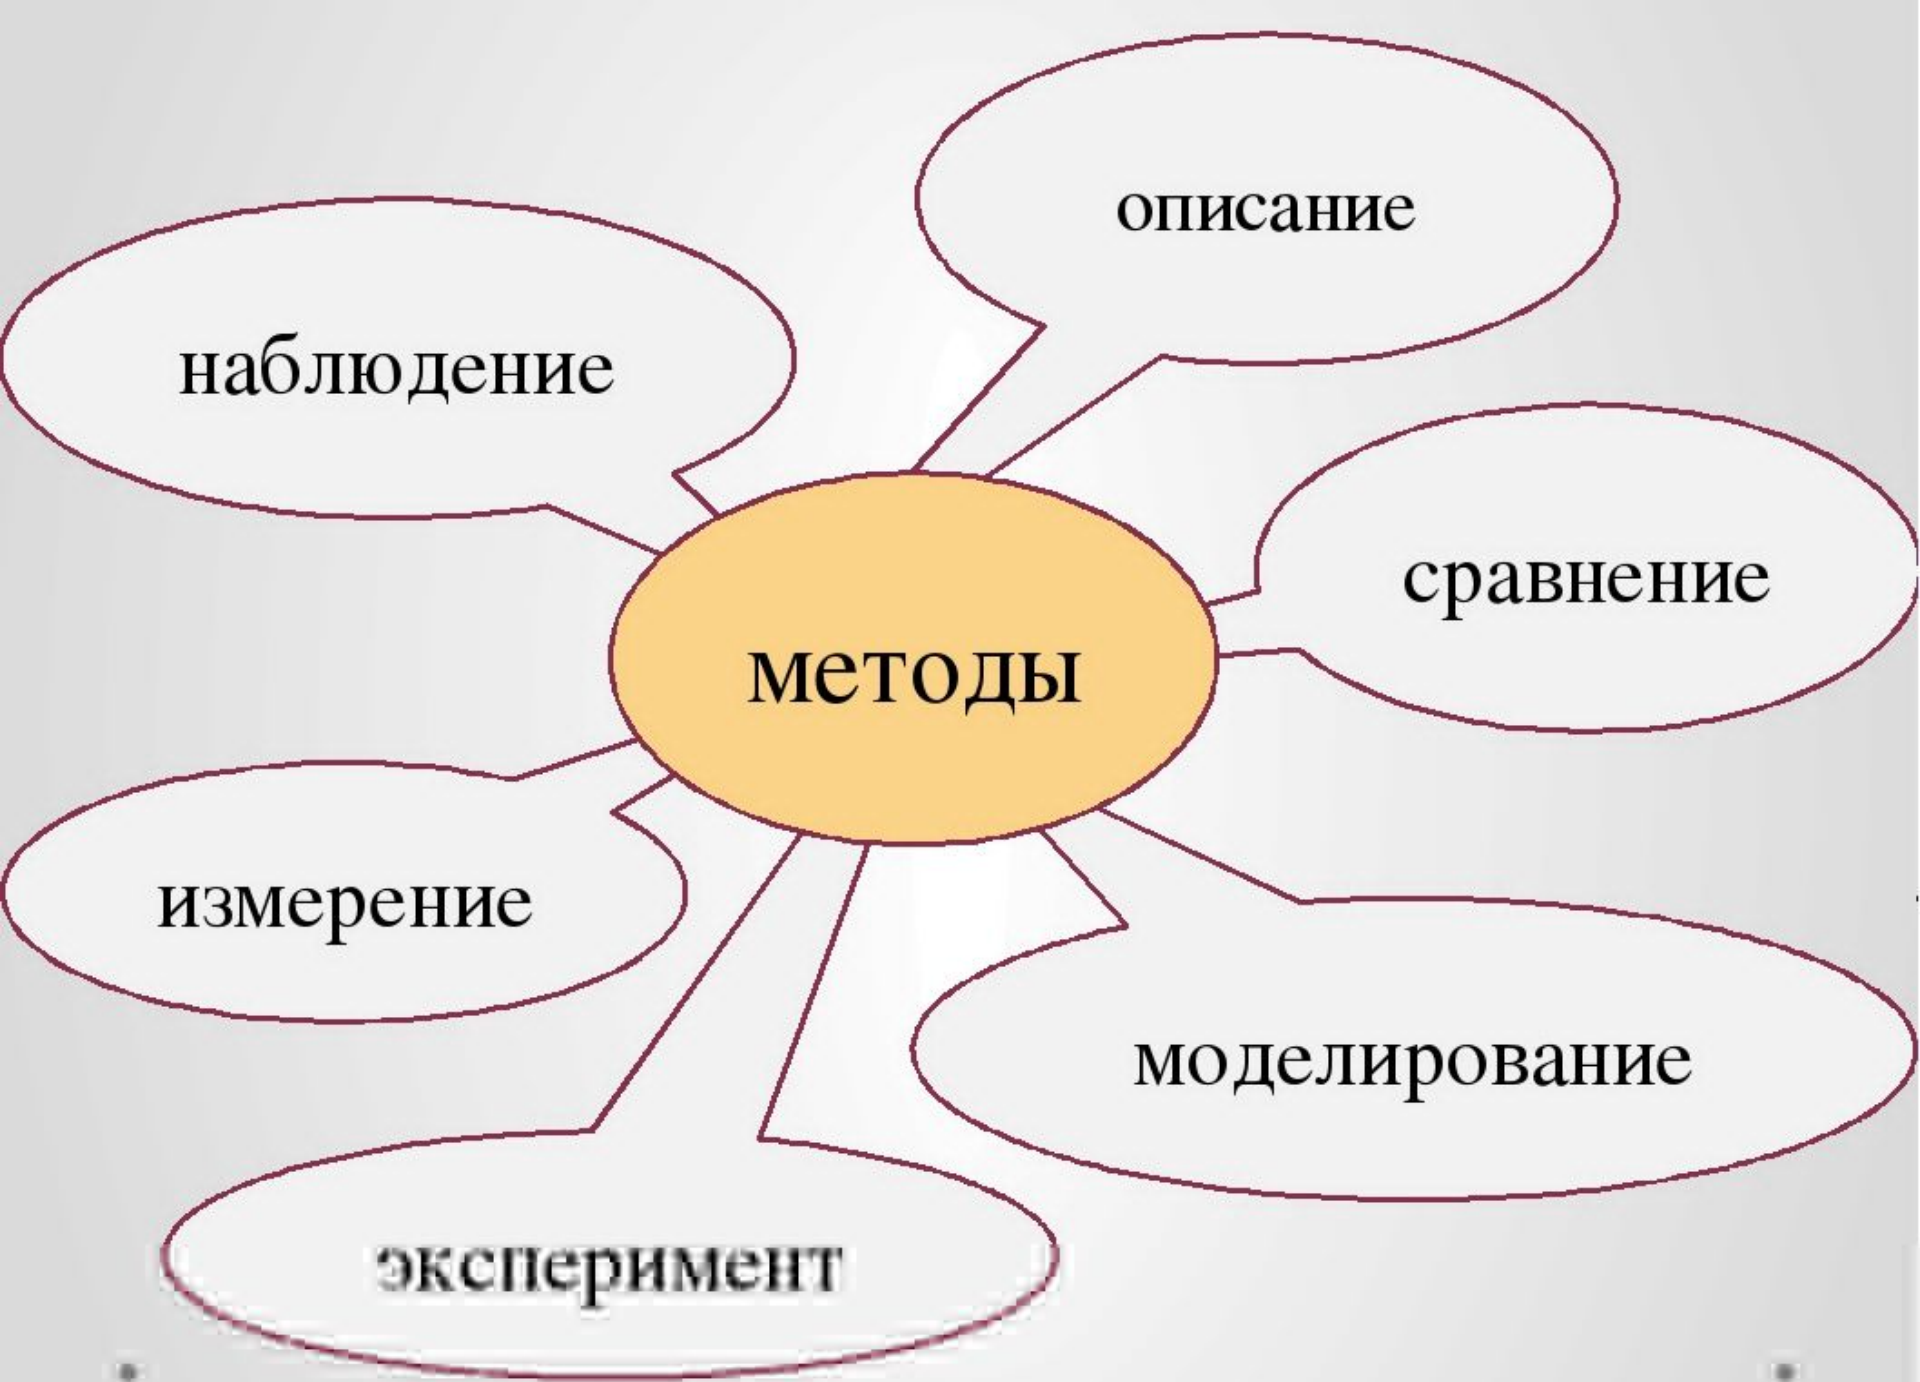 описание
наблюдение
сравнение
методы
измерение
моделирование
эксперимент